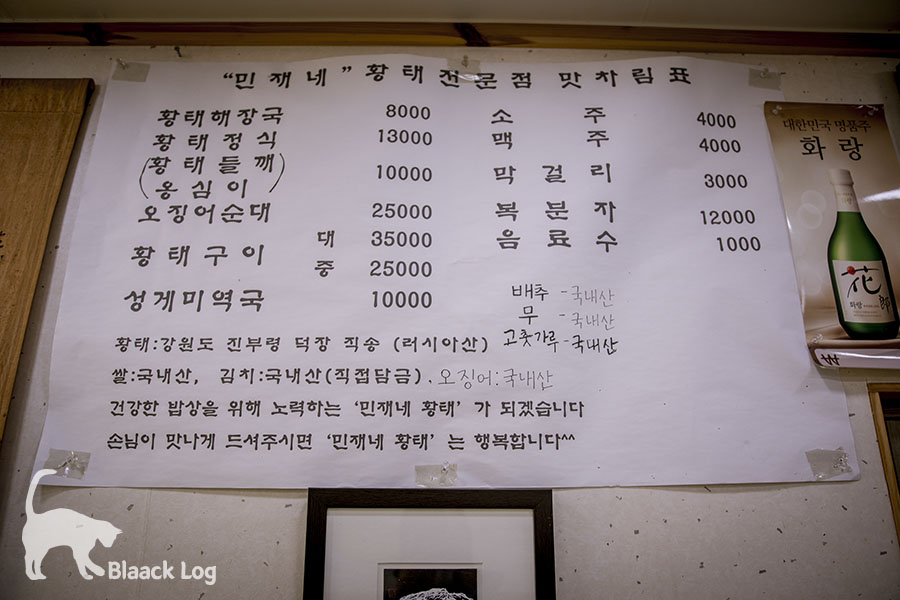 “민재네” 황태전문점 맛차림표
황태해장국 8000
황태정식 13000
(황태들깨
옹심이) 10000
오징어순대 25000
황태구이 대 35000
중 25000
성게미역국 10000
소주 4000
맥주 4000
막걸리 3000
복분자 12000
음료수 1000
배추 - 국내산
무 - 국내산
고춧가루 - 국내산
황태:강원도 진부령 덕장 직송 (러시아산)
쌀:국내산, 김치:국내산(직접담금). 오징어:국내산
건강한 밥상을 위해 노력하는 ‘민재네 황태’ 가 되겠습니다
손님이 맛나게 드셔주시면 ‘민재네 황태’ 는 행복합니다^^
대한민국 명품주
화랑
花郎
화랑
₩
Blaack Log